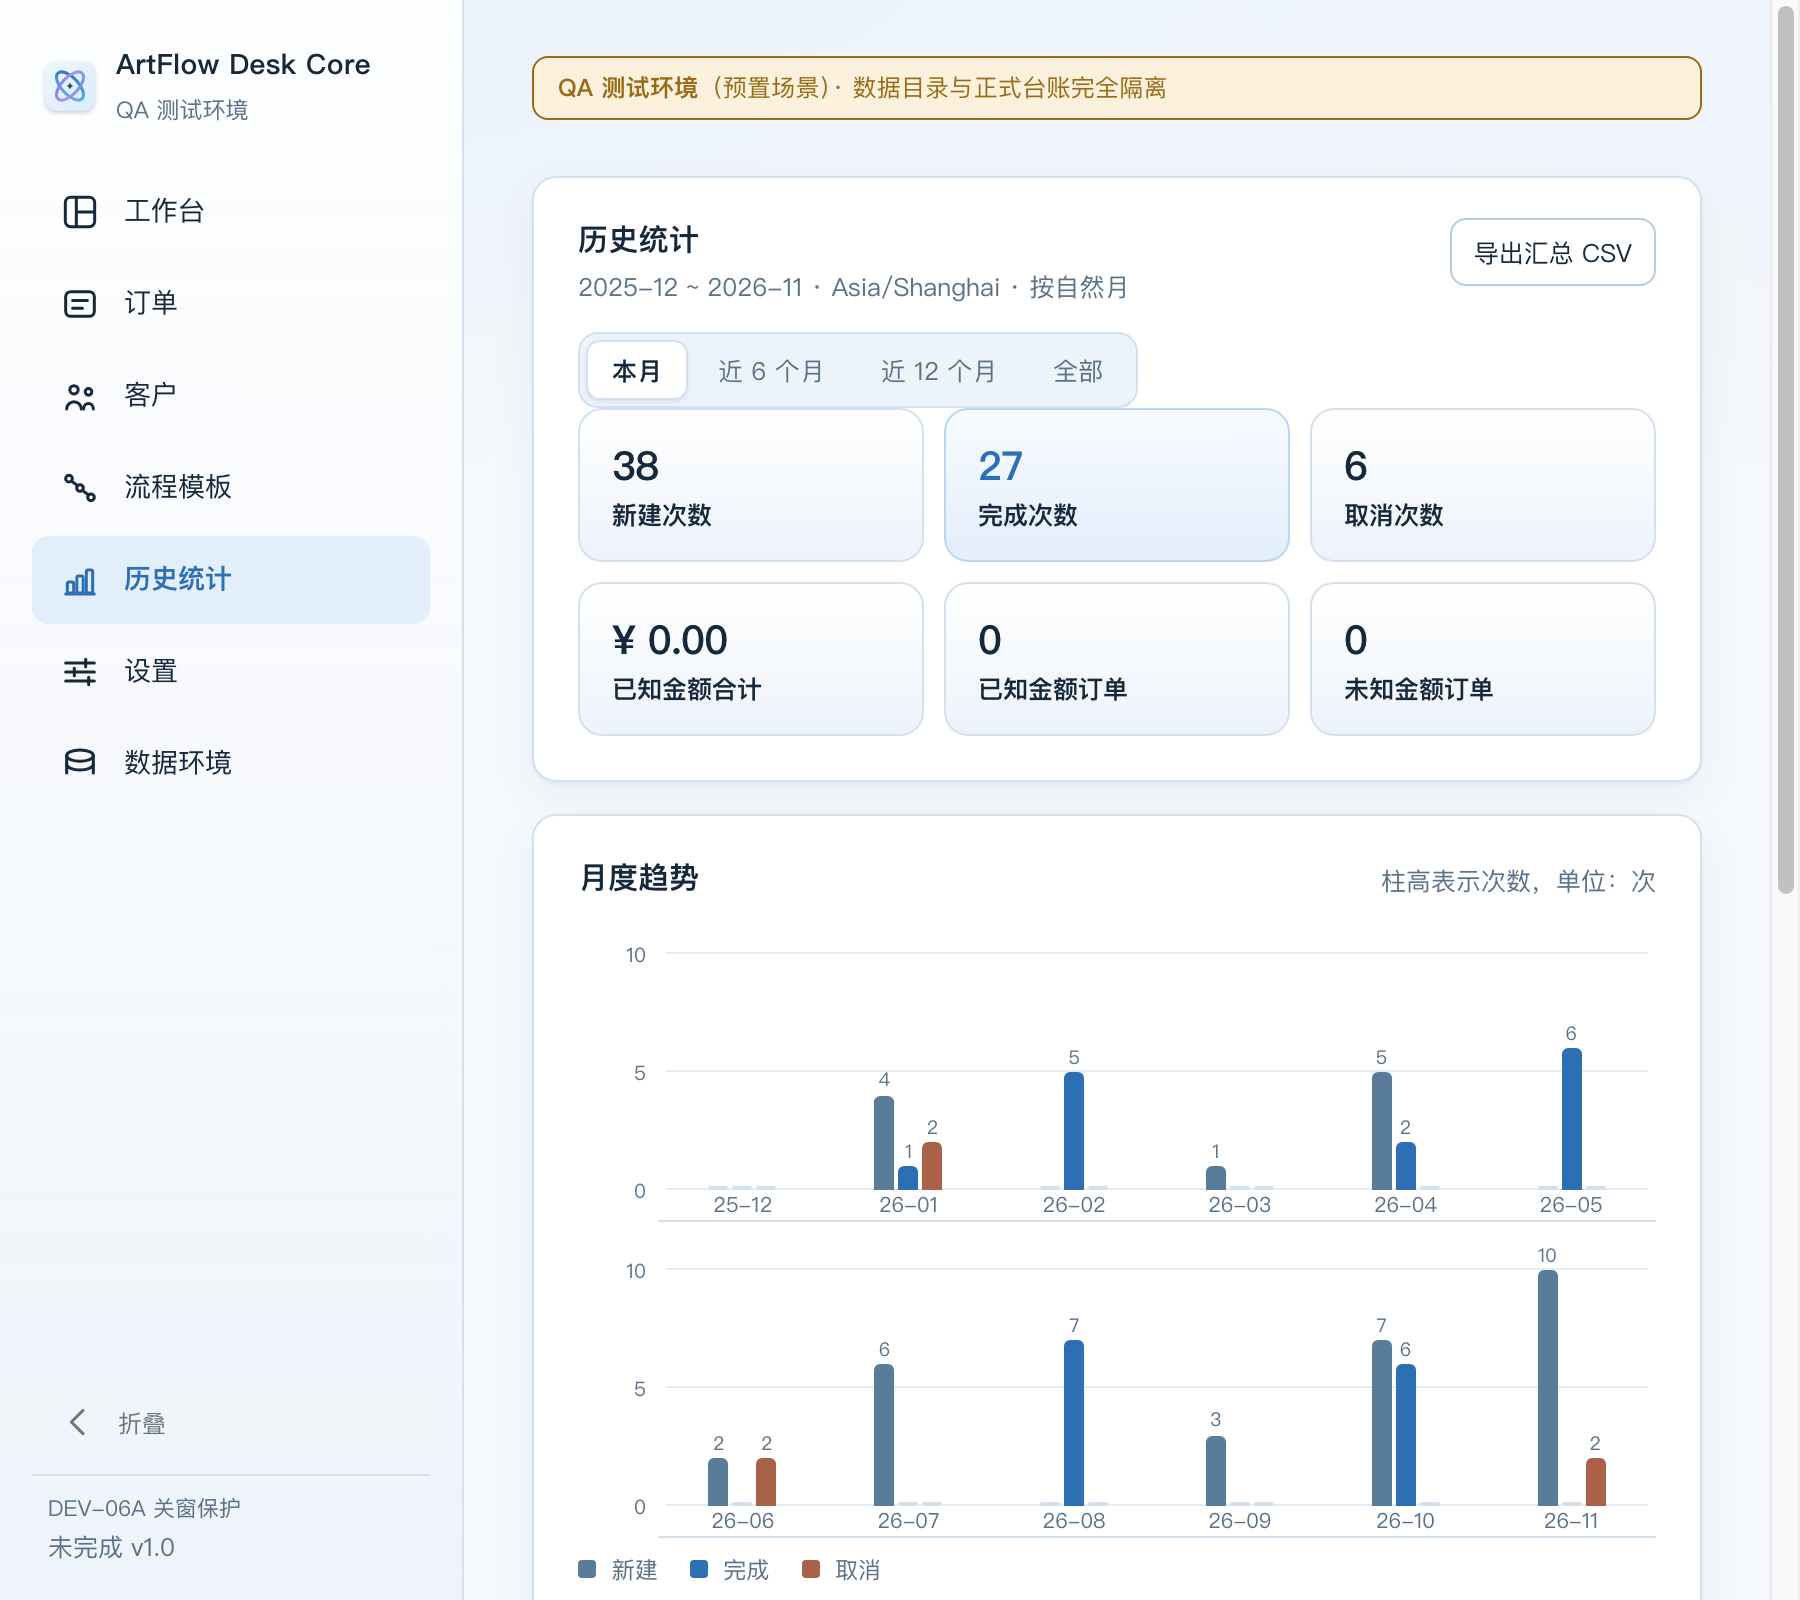 ArtFlow Desk Core
QA 测试环境
工作台
订单
客户
流程模板
历史统计
设置
数据环境
折叠
DEV-06A 关窗保护
未完成 v1.0
QA 测试环境（预置场景）· 数据目录与正式台账完全隔离
历史统计
导出汇总 CSV
2025-12 ~ 2026-11 · Asia/Shanghai · 按自然月
本月 近 6 个月 近 12 个月 全部
38 27 6
新建次数 完成次数 取消次数
¥ 0.00 0 0
已知金额合计 已知金额订单 未知金额订单
月度趋势 柱高表示次数，单位：次
10
6
5 5
4
5
2 2
1 1
0
25-12 26-01 26-02 26-03 26-04 26-05
10
10
7 7
6 6
5
3
2 2 2
0
26-06 26-07 26-08 26-09 26-10 26-11
新建 完成 取消